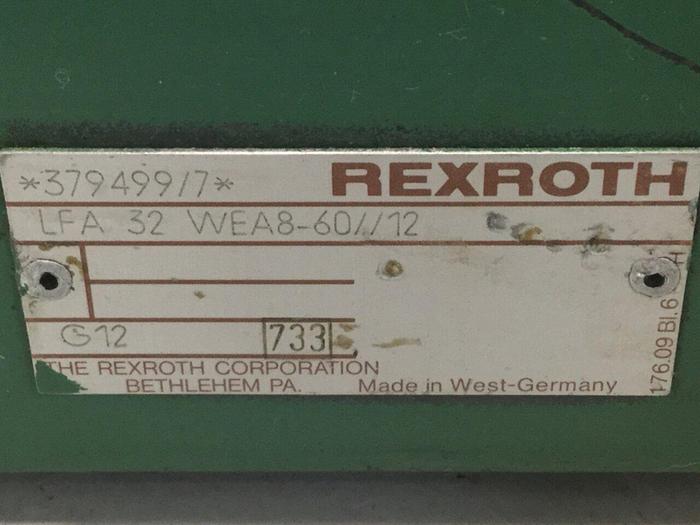 *379499/7*
REXROTH
LFA 32 WEA8-60//12
G12
733
THE REXROTH CORPORATION
BETHLEHEM PA.
Made in West-Germany
176.09 Bl.6